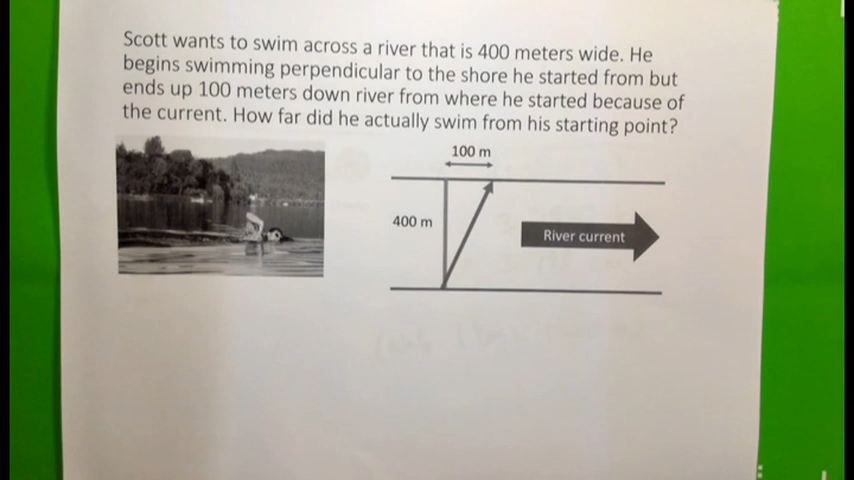 Scott wants to swim across a river that is 400 meters wide. He
begins swimming perpendicular to the shore he started from but
ends up 100 meters down river from where he started because of
the current. How far did he actually swim from his starting point?
100 m
400 m
River current